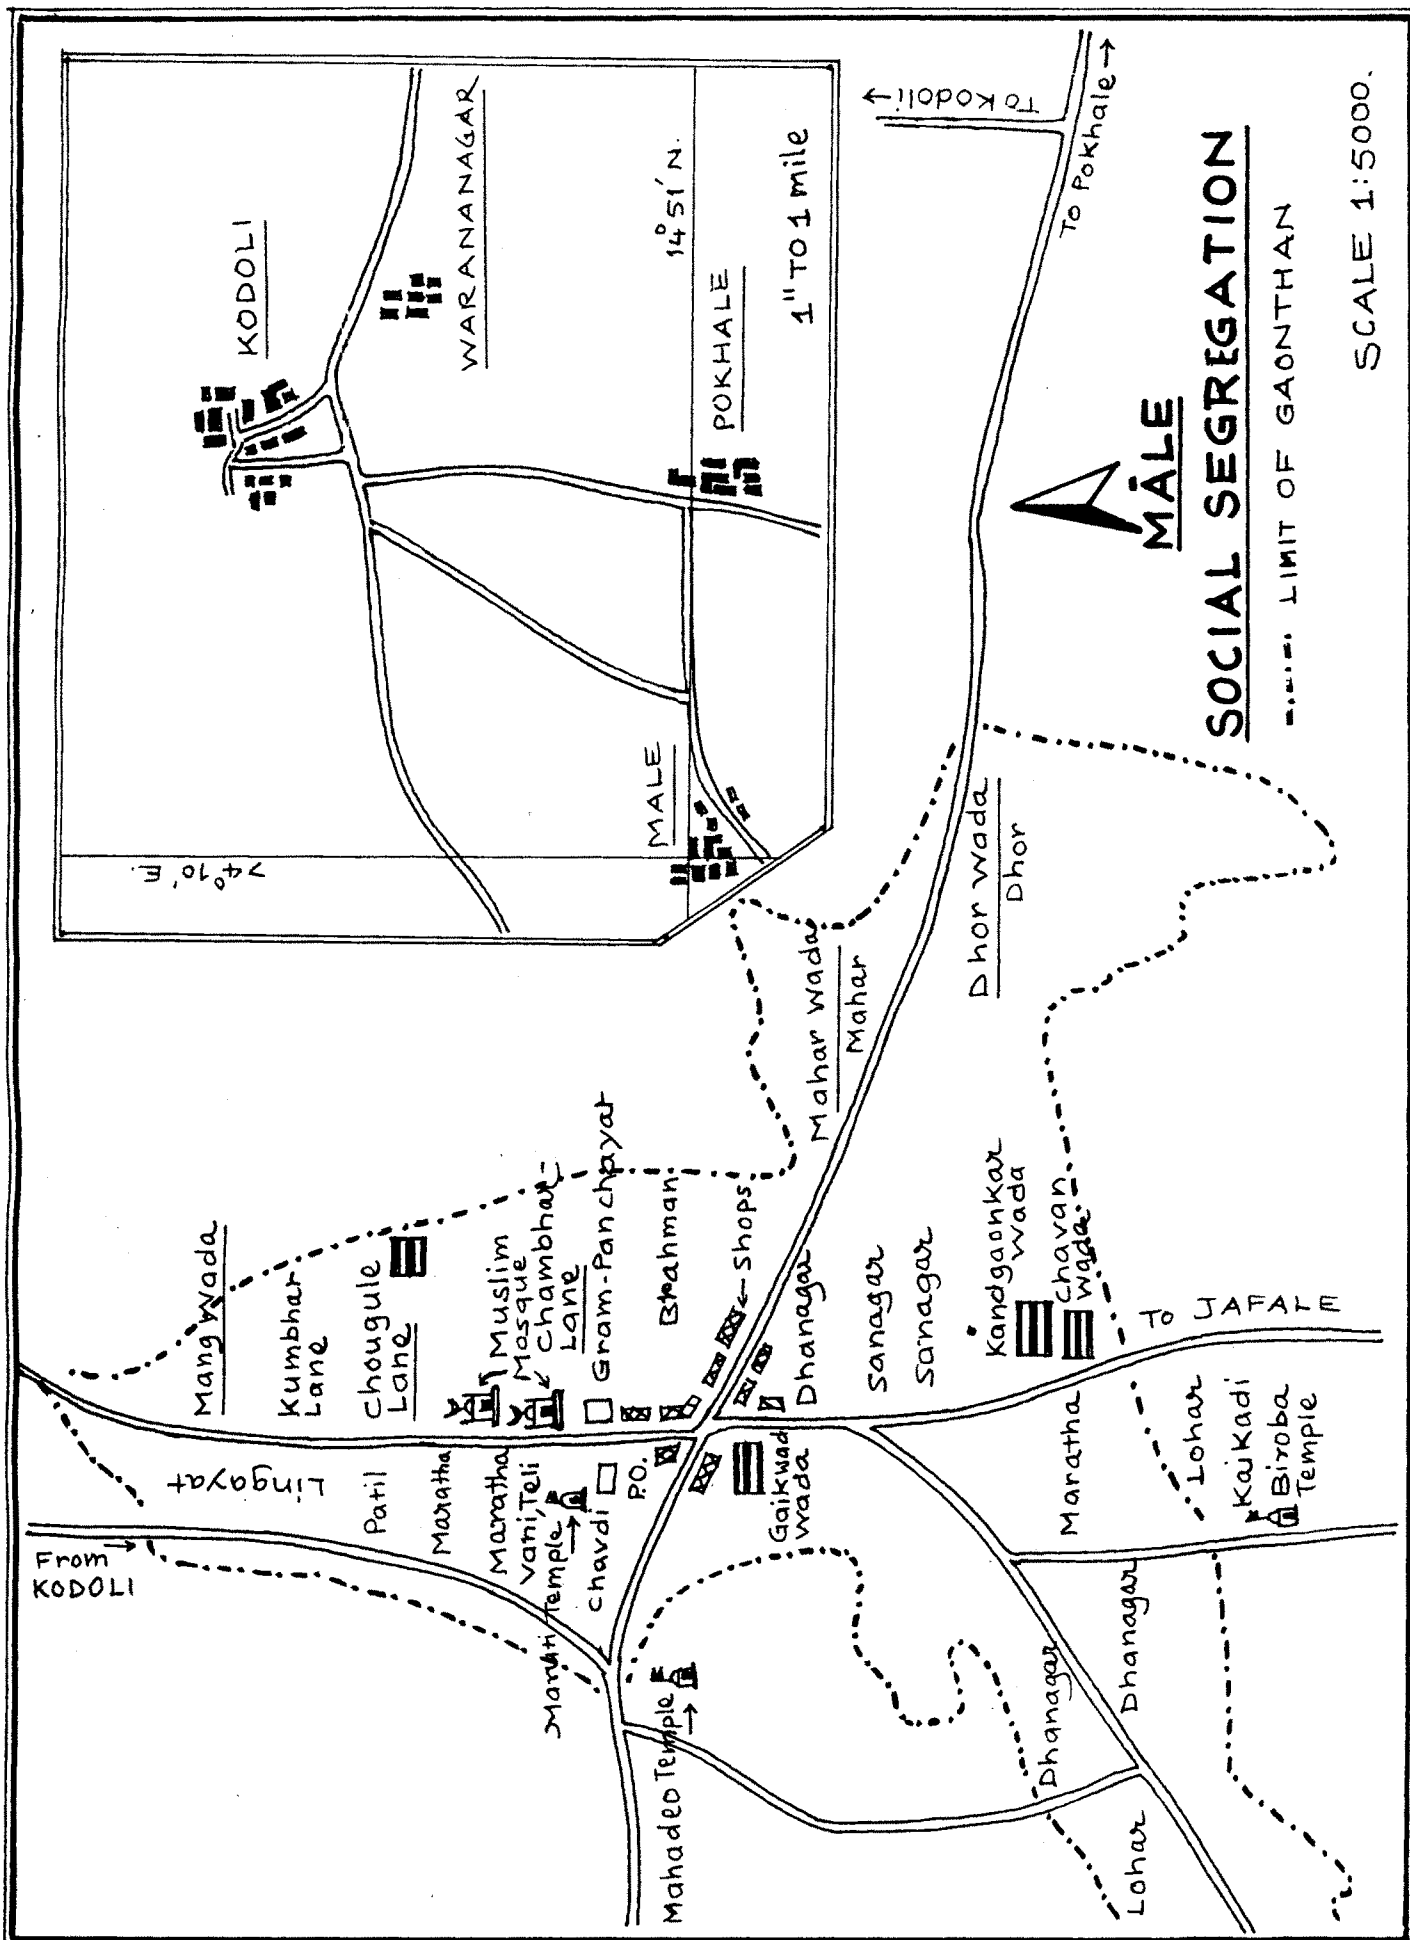 KODOLI
WARANANAGAR
14°51' N.
POKHALE
1" TO 1 mile
MALE
74°10' E.
To Kodoli
To Pokhale
MĀLE
SOCIAL SEGREGATION
LIMIT OF GAONTHAN
SCALE 1:5000.
From
KODOLI
Lingayat
Mang Wada
Kumbhar
Lane
Chougule
Lane
Patil
Maratha
Maratha
Vani, Teli
Muslim
Mosque
Chambhar-
Lane
Maruti Temple
Chavdi
P.O.
Gram-Panchayat
Brahman
Shops
Mahadeo Temple
Gaikwad
Wada
Dhanagar
Mahar Wada
Mahar
Sanagar
Sanagar
Dhor Wada
Dhor
Kandgaonkar
Wada
Chavan
Wada
To JAFALE
Maratha
Lohar
Kaikadi
Biroba
Temple
Dhanagar
Dhanagar
Lohar